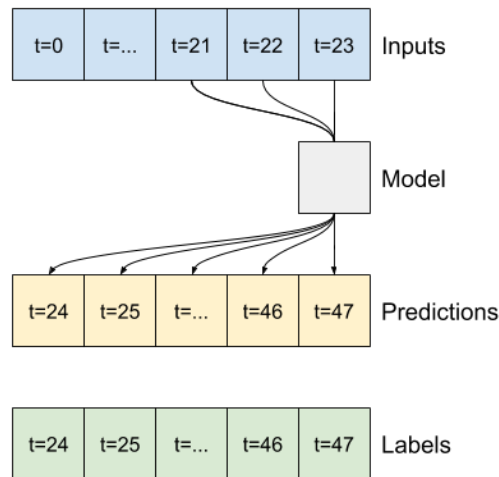 t=0 t=... t=21 t=22 t=23 Inputs
Model
t=24 t=25 t=... t=46 t=47 Predictions
t=24 t=25 t=... t=46 t=47 Labels